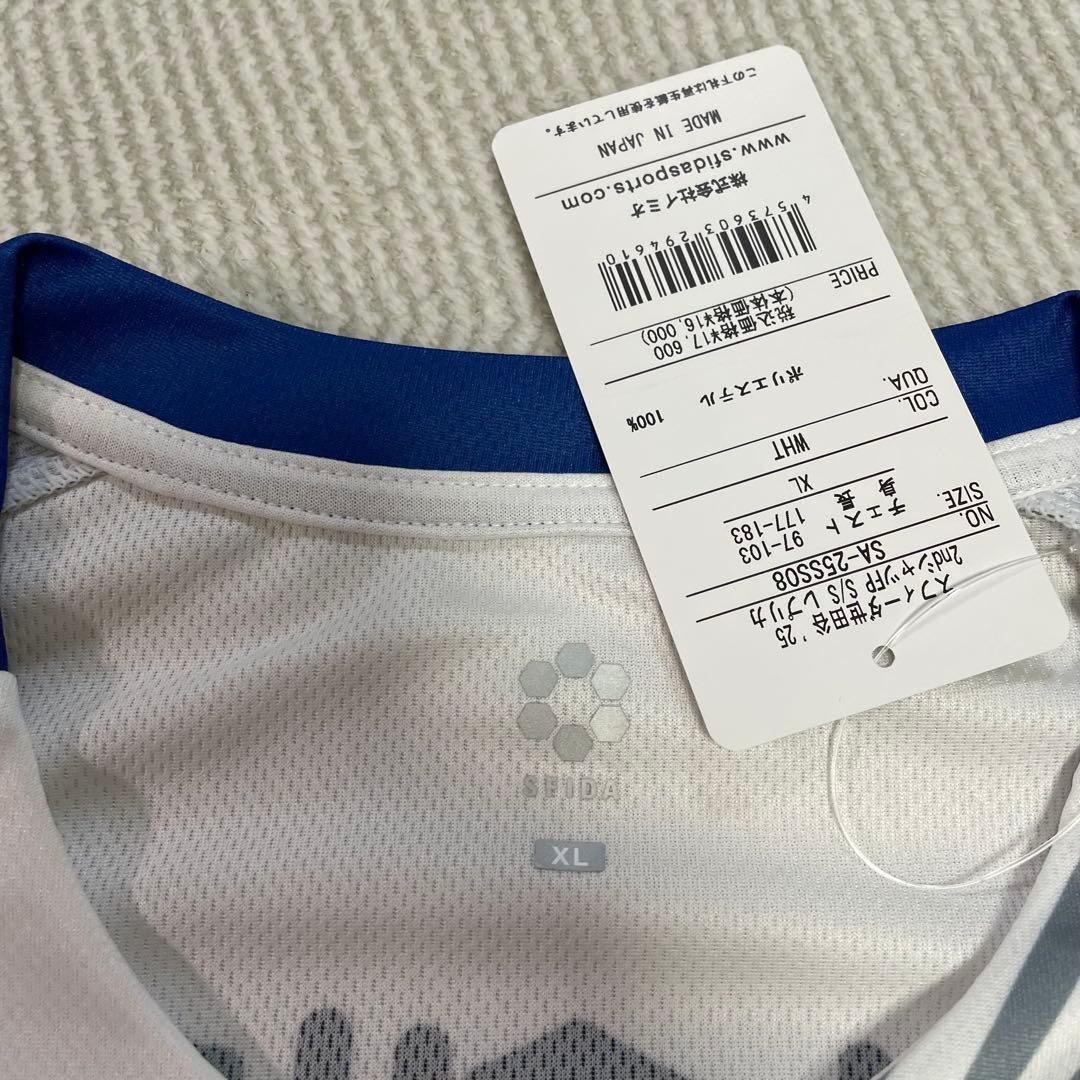 スフィーダ世田谷 '25
2ndシャツFP S/S レプリカ
NO. SA-25SS08
SIZE. チェスト 97-103
身長 177-183
XL
COL. WHT
QUA. ポリエステル 100%
PRICE 税込価格¥17,600
(本体価格¥16,000)
4 573603 294610
株式会社イミオ
www.sfidasports.com
MADE IN JAPAN
この下札は再生紙を使用しています。
SFIDA
XL